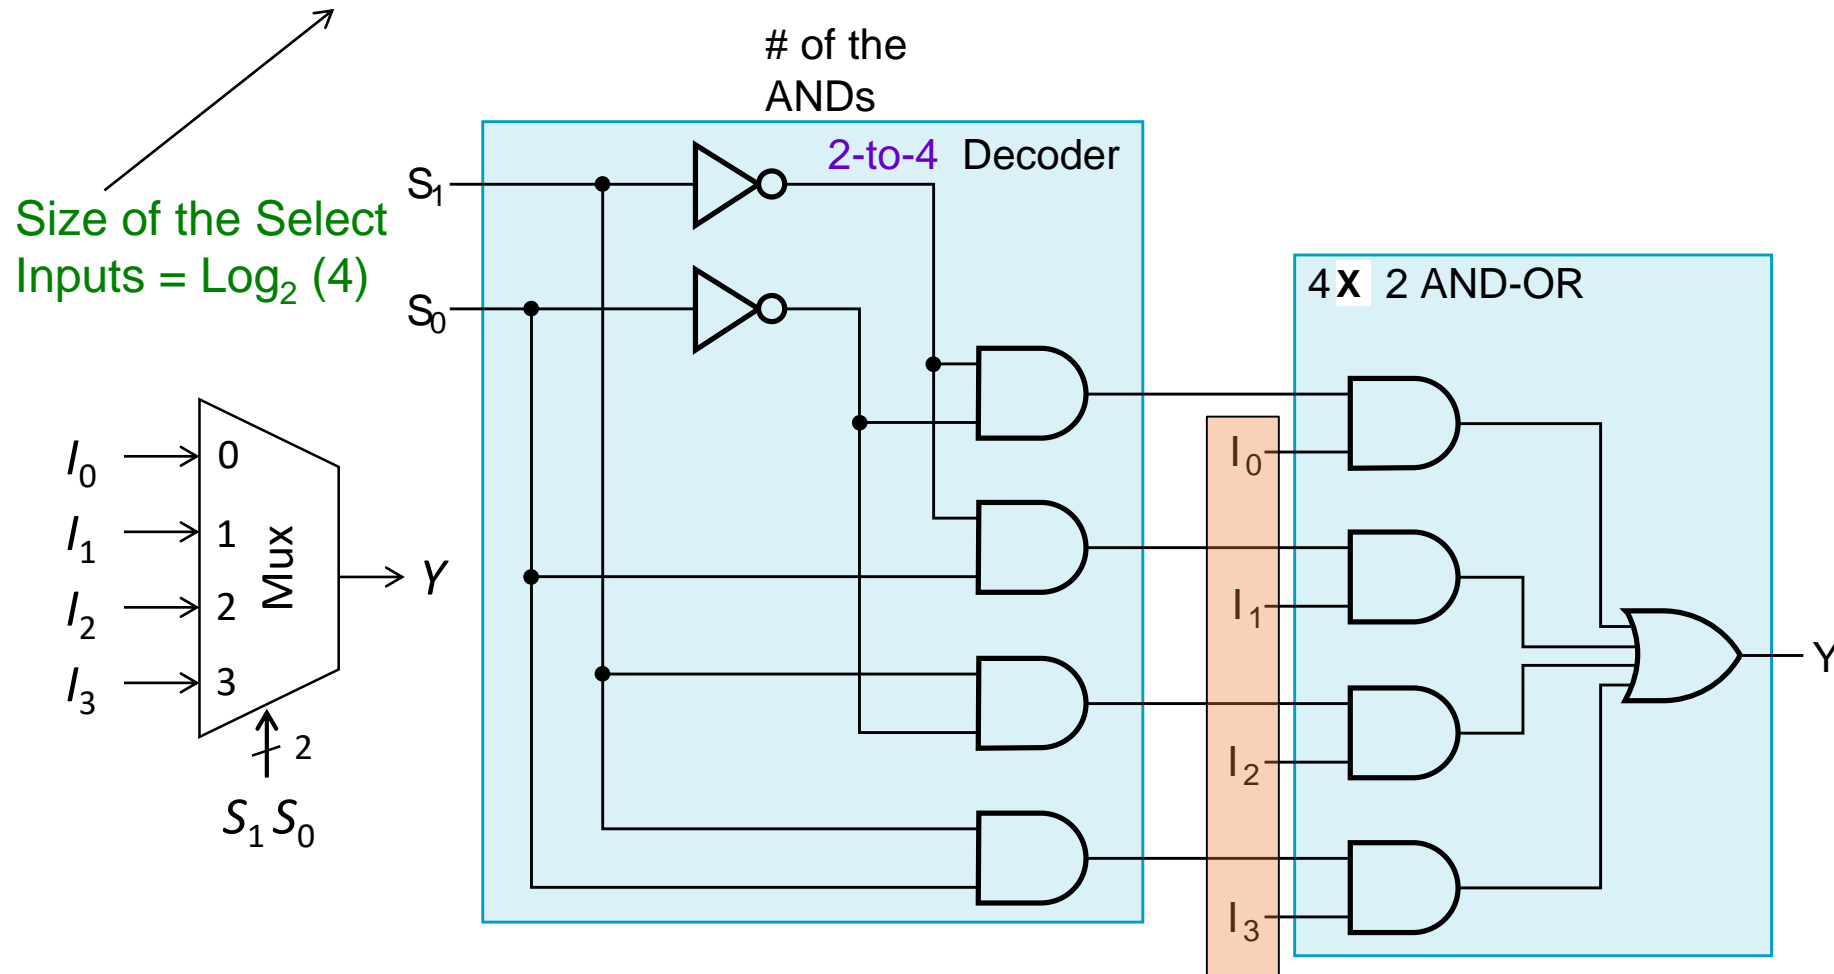 # of the
ANDs
2-to-4 Decoder
S₁
Size of the Select
Inputs = Log₂ (4)
S₀
4 X 2 AND-OR
I₀ 0
I₁ 1
I₂ 2
I₃ 3
Mux
Y
2
S₁ S₀
I₀
I₁
I₂
I₃
Y